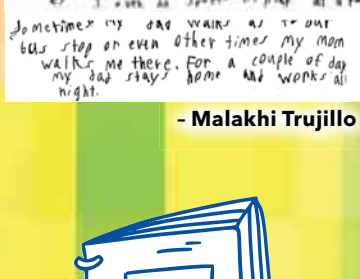 Sometimes my dad walks us to our
bus stop or even other times my mom
walks me there. For a couple of day
my dad stays home and works all
night.
– Malakhi Trujillo